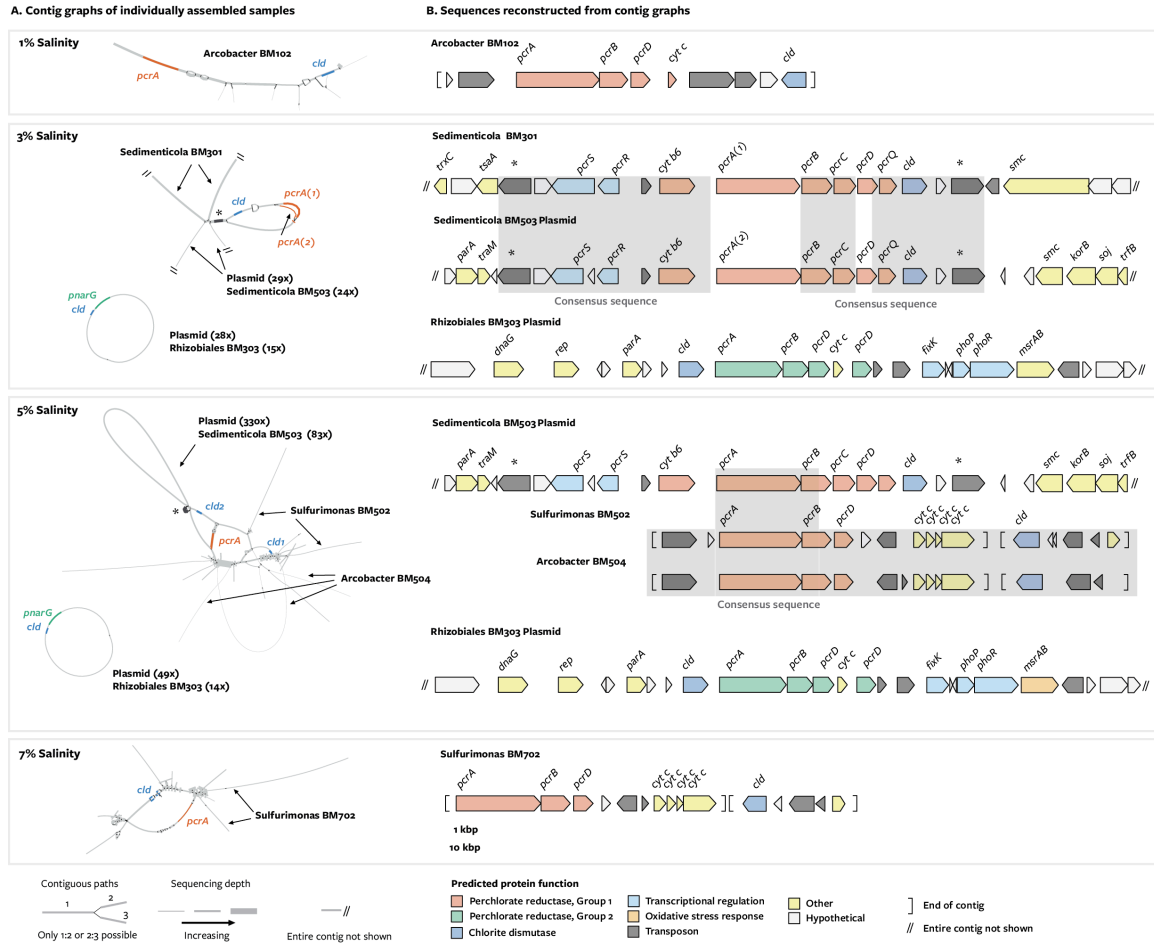 A. Contig graphs of individually assembled samples
B. Sequences reconstructed from contig graphs
1% Salinity
Arcobacter BM102
pcrA
cld
Arcobacter BM102
pcrA
pcrB
pcrD
cyt c
cld
[
]
3% Salinity
Sedimenticola BM301
//
//
*
cld
pcrA(1)
pcrA(2)
//
//
Plasmid (29x)
Sedimenticola BM503 (24x)
pnarG
cld
Plasmid (28x)
Rhizobiales BM303 (15x)
Sedimenticola BM301
// trxC tsaA * pcrS pcrR cyt b6 pcrA(1) pcrB pcrC pcrD pcrQ cld * smc //
Sedimenticola BM503 Plasmid
// parA traM * pcrS pcrR cyt b6 pcrA(2) pcrB pcrC pcrD pcrQ cld * smc korB soj trfB //
Consensus sequence
Consensus sequence
Rhizobiales BM303 Plasmid
// dnaG rep parA cld pcrA pcrB pcrD cyt c pcrD fixK phoP phoR msrAB //
5% Salinity
Plasmid (330x)
Sedimenticola BM503 (83x)
*
cld2
Sulfurimonas BM502
pcrA
cld1
Arcobacter BM504
pnarG
cld
Plasmid (49x)
Rhizobiales BM303 (14x)
Sedimenticola BM503 Plasmid
// parA traM * pcrS pcrS cyt b6 pcrA pcrB pcrC pcrD cld * smc korB soj trfB //
Sulfurimonas BM502
[ pcrA pcrB pcrD cyt c cyt c cyt c cyt c ] [ cld ]
Arcobacter BM504
[ ] [ ]
Consensus sequence
Rhizobiales BM303 Plasmid
// dnaG rep parA cld pcrA pcrB pcrD cyt c pcrD fixK phoP phoR msrAB //
7% Salinity
cld
pcrA
Sulfurimonas BM702
Sulfurimonas BM702
[ pcrA pcrB pcrD cyt c cyt c cyt c cyt c ] [ cld ]
1 kbp
10 kbp
Contiguous paths
1
2
3
Only 1:2 or 2:3 possible
Sequencing depth
Increasing
//
Entire contig not shown
Predicted protein function
Perchlorate reductase, Group 1
Perchlorate reductase, Group 2
Chlorite dismutase
Transcriptional regulation
Oxidative stress response
Transposon
Other
Hypothetical
] End of contig
// Entire contig not shown